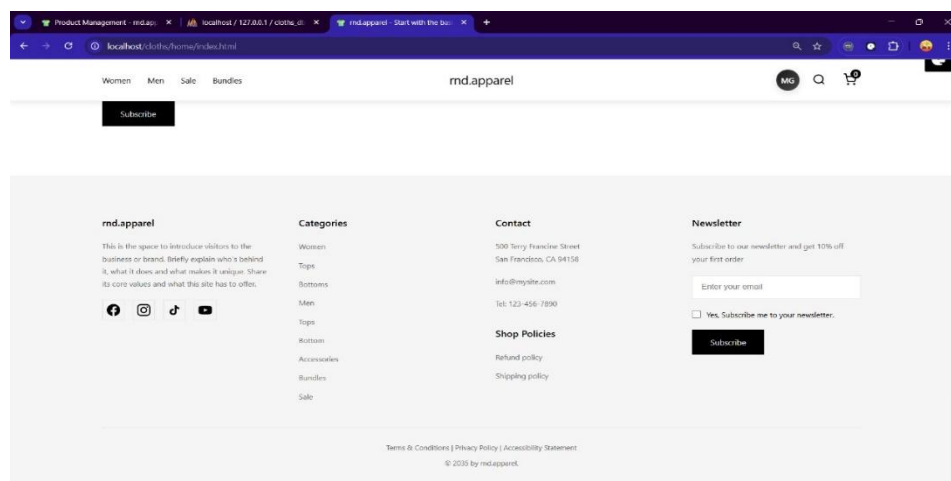 Product Management - rnd.app
localhost / 127.0.0.1 / cloths_d
rnd.apparel - Start with the bas
localhost/cloths/home/index.html
Women Men Sale Bundles
rnd.apparel
MG
0
Subscribe
rnd.apparel
This is the space to introduce visitors to the
business or brand. Briefly explain who's behind
it, what it does and what makes it unique. Share
its core values and what this site has to offer.
Categories
Women
Tops
Bottoms
Men
Tops
Bottom
Accessories
Bundles
Sale
Contact
500 Terry Francine Street
San Francisco, CA 94158
info@mysite.com
Tel: 123-456-7890
Shop Policies
Refund policy
Shipping policy
Newsletter
Subscribe to our newsletter and get 10% off
your first order
Enter your email
Yes, Subscribe me to your newsletter.
Subscribe
Terms & Conditions | Privacy Policy | Accessibility Statement
© 2035 by rnd.apparel.